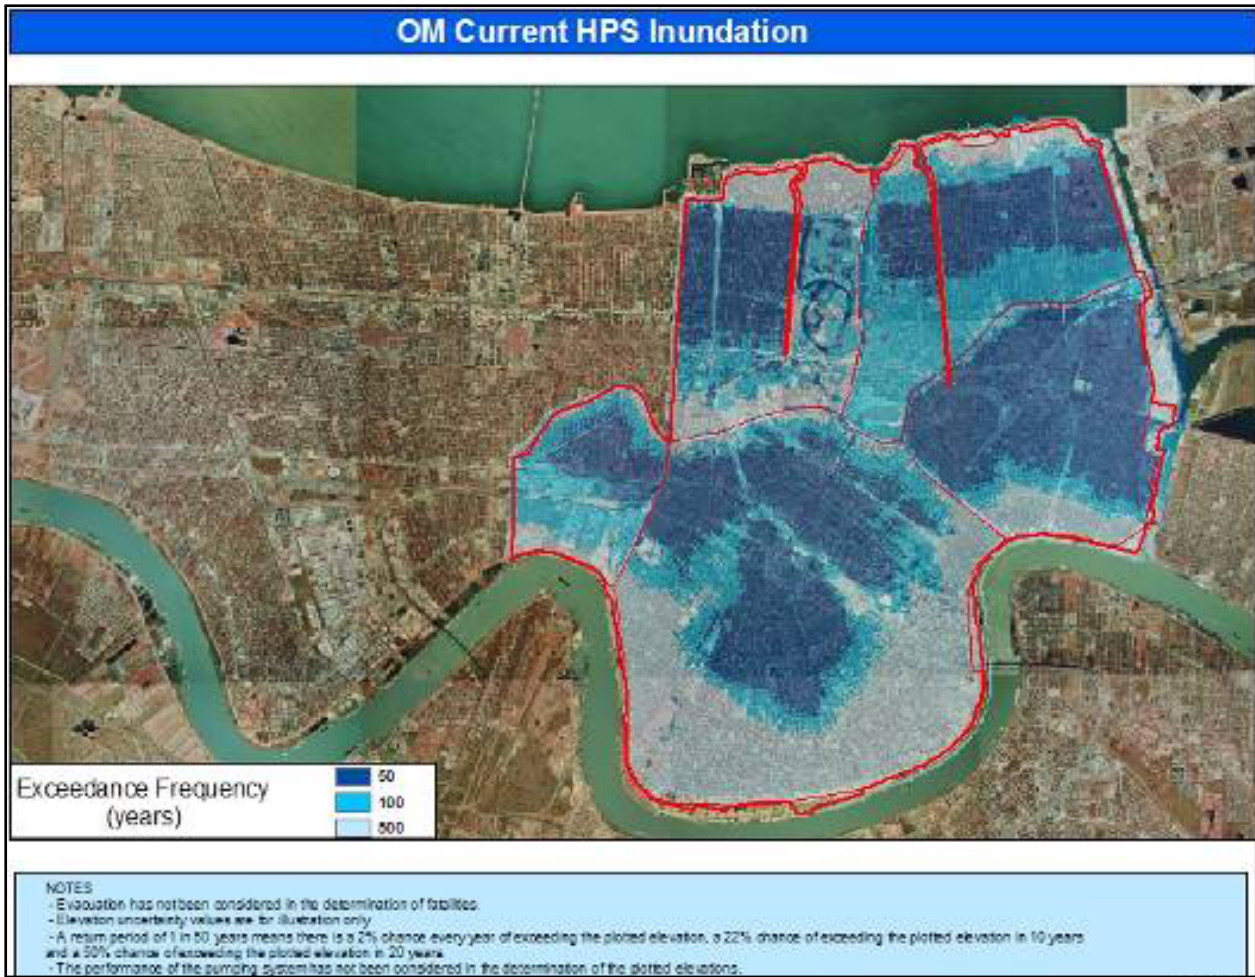 OM Current HPS Inundation
Exceedance Frequency
(years)
50
100
500
NOTES
- Evacuation has not been considered in the determination of fatalities.
- Elevation uncertainty values are for illustration only
- A return period of 1 in 50 years means there is a 2% chance every year of exceeding the plotted elevation, a 22% chance of exceeding the plotted elevation in 10 years
and a 50% chance of exceeding the plotted elevation in 20 years.
- The performance of the pumping system has not been considered in the determination of the plotted elevations.